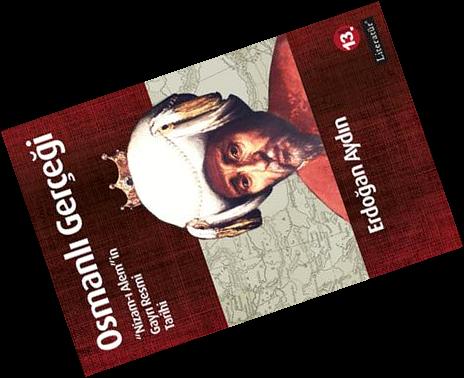 Osmanlı Gerçeği
"Nizam-ı Alem"in
Gayrı Resmi
Tarihi
Erdoğan Aydın
13.
Literatür